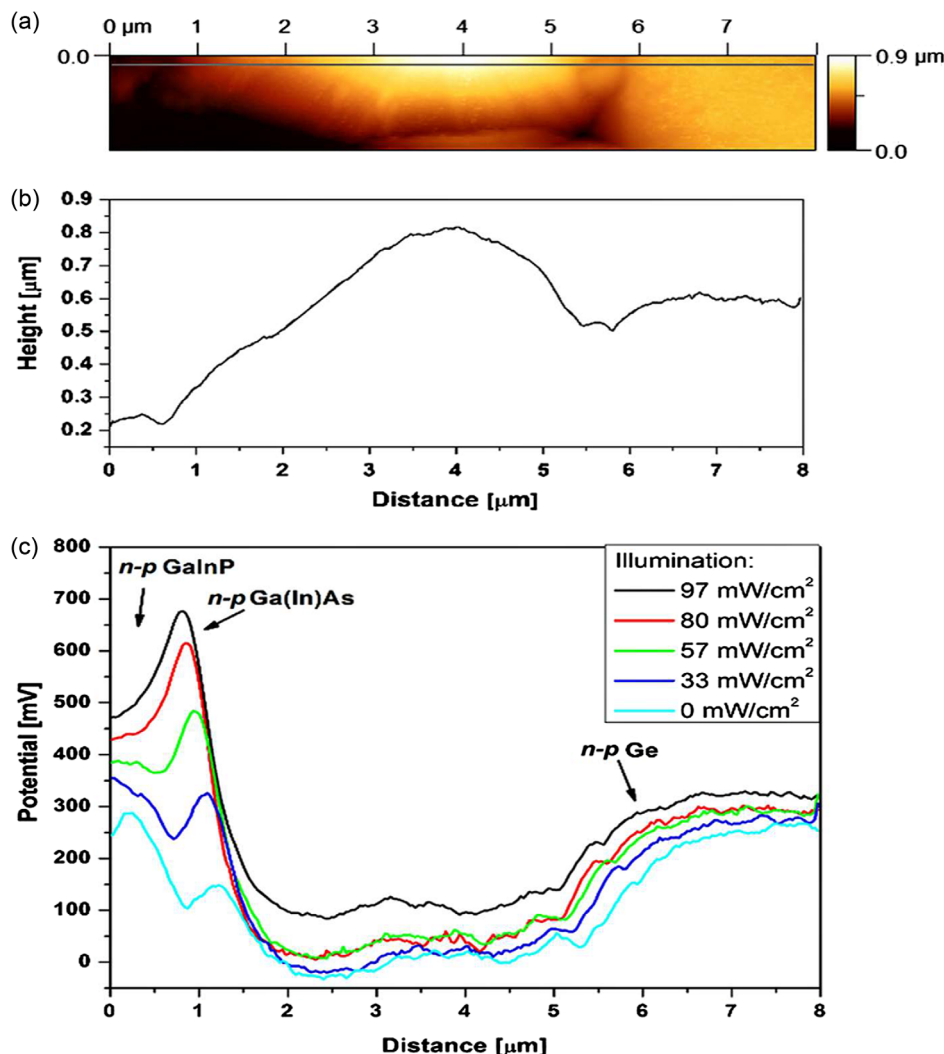 (a)
0 µm 1 2 3 4 5 6 7
0.0
0.9 µm
0.0
(b)
0.9
0.8
0.7
0.6
0.5
0.4
0.3
0.2
Height [µm]
0 1 2 3 4 5 6 7 8
Distance [µm]
(c)
800
700
600
500
400
300
200
100
0
Potential [mV]
n-p GaInP
n-p Ga(In)As
n-p Ge
Illumination:
97 mW/cm²
80 mW/cm²
57 mW/cm²
33 mW/cm²
0 mW/cm²
0 1 2 3 4 5 6 7 8
Distance [µm]